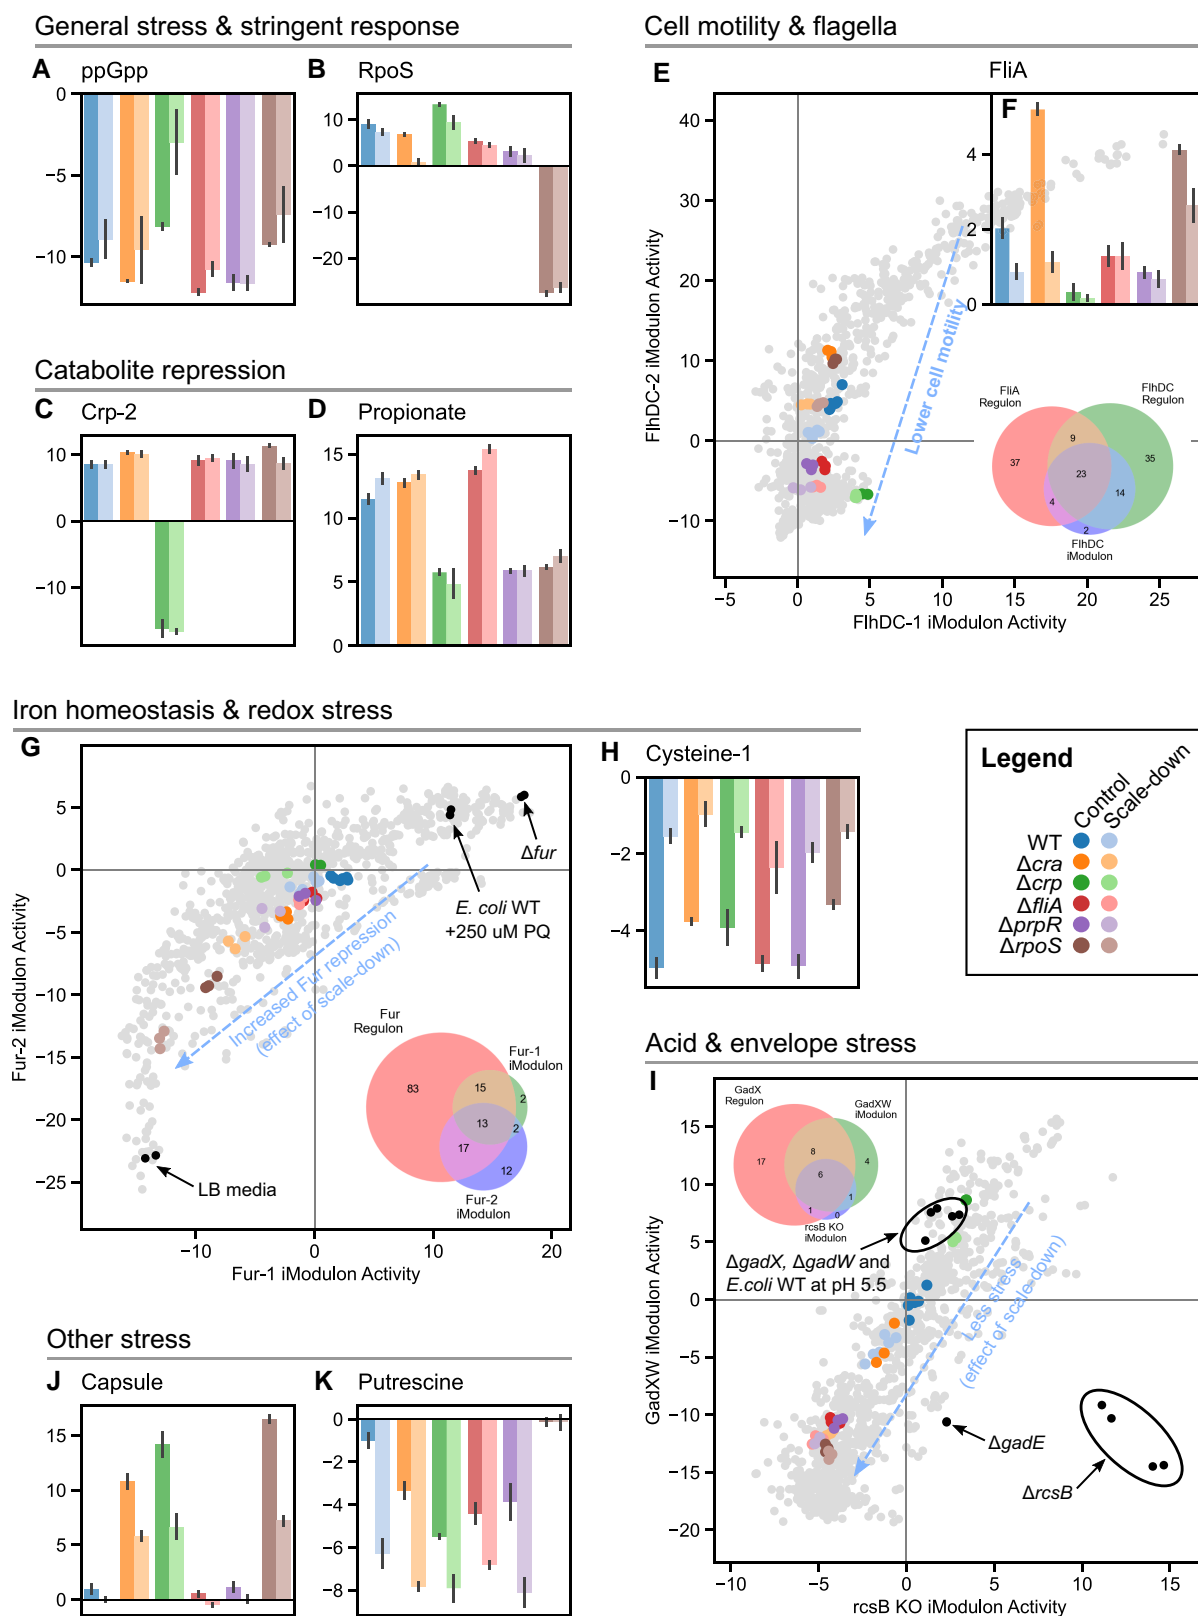 General stress & stringent response
A ppGpp
0
−5
−10
B RpoS
10
0
−10
−20
Catabolite repression
C Crp-2
10
0
−10
D Propionate
15
10
5
0
Cell motility & flagella
E FliA
F
40
30
20
10
0
−10
FlhDC-2 iModulon Activity
−5 0 5 10 15 20 25
FlhDC-1 iModulon Activity
4
2
0
Lower cell motility
FliA
Regulon
FlhDC
Regulon
9
37
35
23
4
14
2
FlhDC
iModulon
Iron homeostasis & redox stress
G
5
0
−5
−10
−15
−20
−25
Fur-2 iModulon Activity
−10 0 10 20
Fur-1 iModulon Activity
Δfur
E. coli WT
+250 uM PQ
Increased Fur repression
(effect of scale-down)
LB media
Fur
Regulon
Fur-1
iModulon
83
15
2
13
2
17
12
Fur-2
iModulon
H Cysteine-1
0
−2
−4
Legend
Control
Scale-down
WT
Δcra
Δcrp
ΔfliA
ΔprpR
ΔrpoS
Acid & envelope stress
I
15
10
5
0
−5
−10
−15
−20
GadXW iModulon Activity
−10 −5 0 5 10 15
rcsB KO iModulon Activity
GadX
Regulon
GadXW
iModulon
17
8
4
6
1
1
0
rcsB KO
iModulon
ΔgadX, ΔgadW and
E.coli WT at pH 5.5
Less stress
(effect of scale-down)
ΔgadE
ΔrcsB
Other stress
J Capsule
15
10
5
0
K Putrescine
0
−2
−4
−6
−8